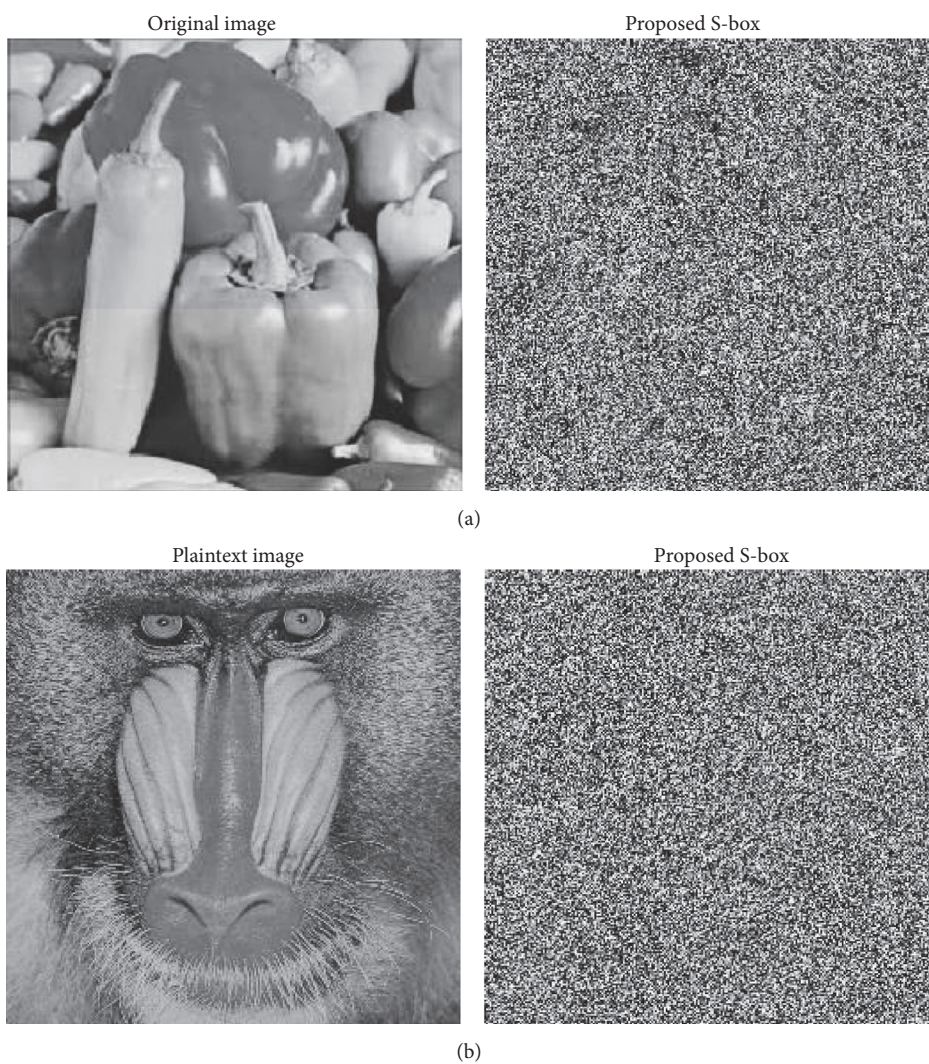 Original image
Proposed S-box
(a)
Plaintext image
Proposed S-box
(b)